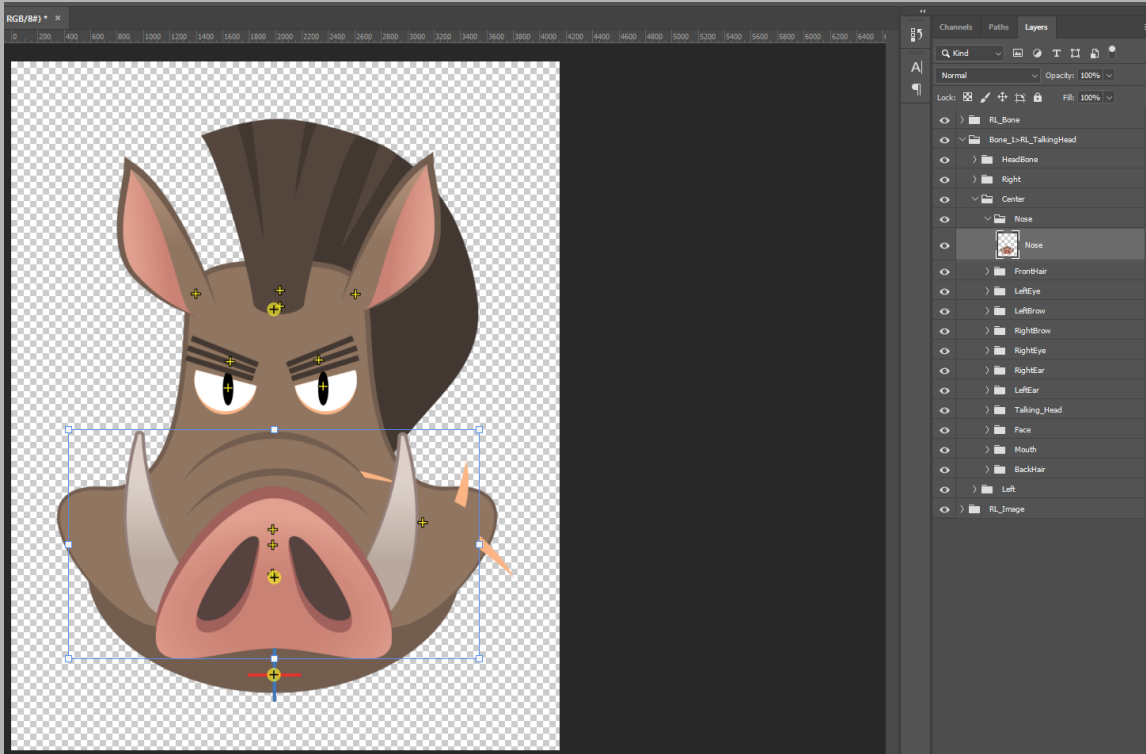 RGB/8#) * ×
0 200 400 600 800 1000 1200 1400 1600 1800 2000 2200 2400 2600 2800 3000 3200 3400 3600 3800 4000 4200 4400 4600 4800 5000 5200 5400 5600 5800 6000 6200 6400 6
Channels Paths Layers
Kind
Normal Opacity: 100%
Lock: Fill: 100%
RL_Bone
Bone_1>RL_TalkingHead
HeadBone
Right
Center
Nose
Nose
FrontHair
LeftEye
LeftBrow
RightBrow
RightEye
RightEar
LeftEar
Talking_Head
Face
Mouth
BackHair
Left
RL_Image